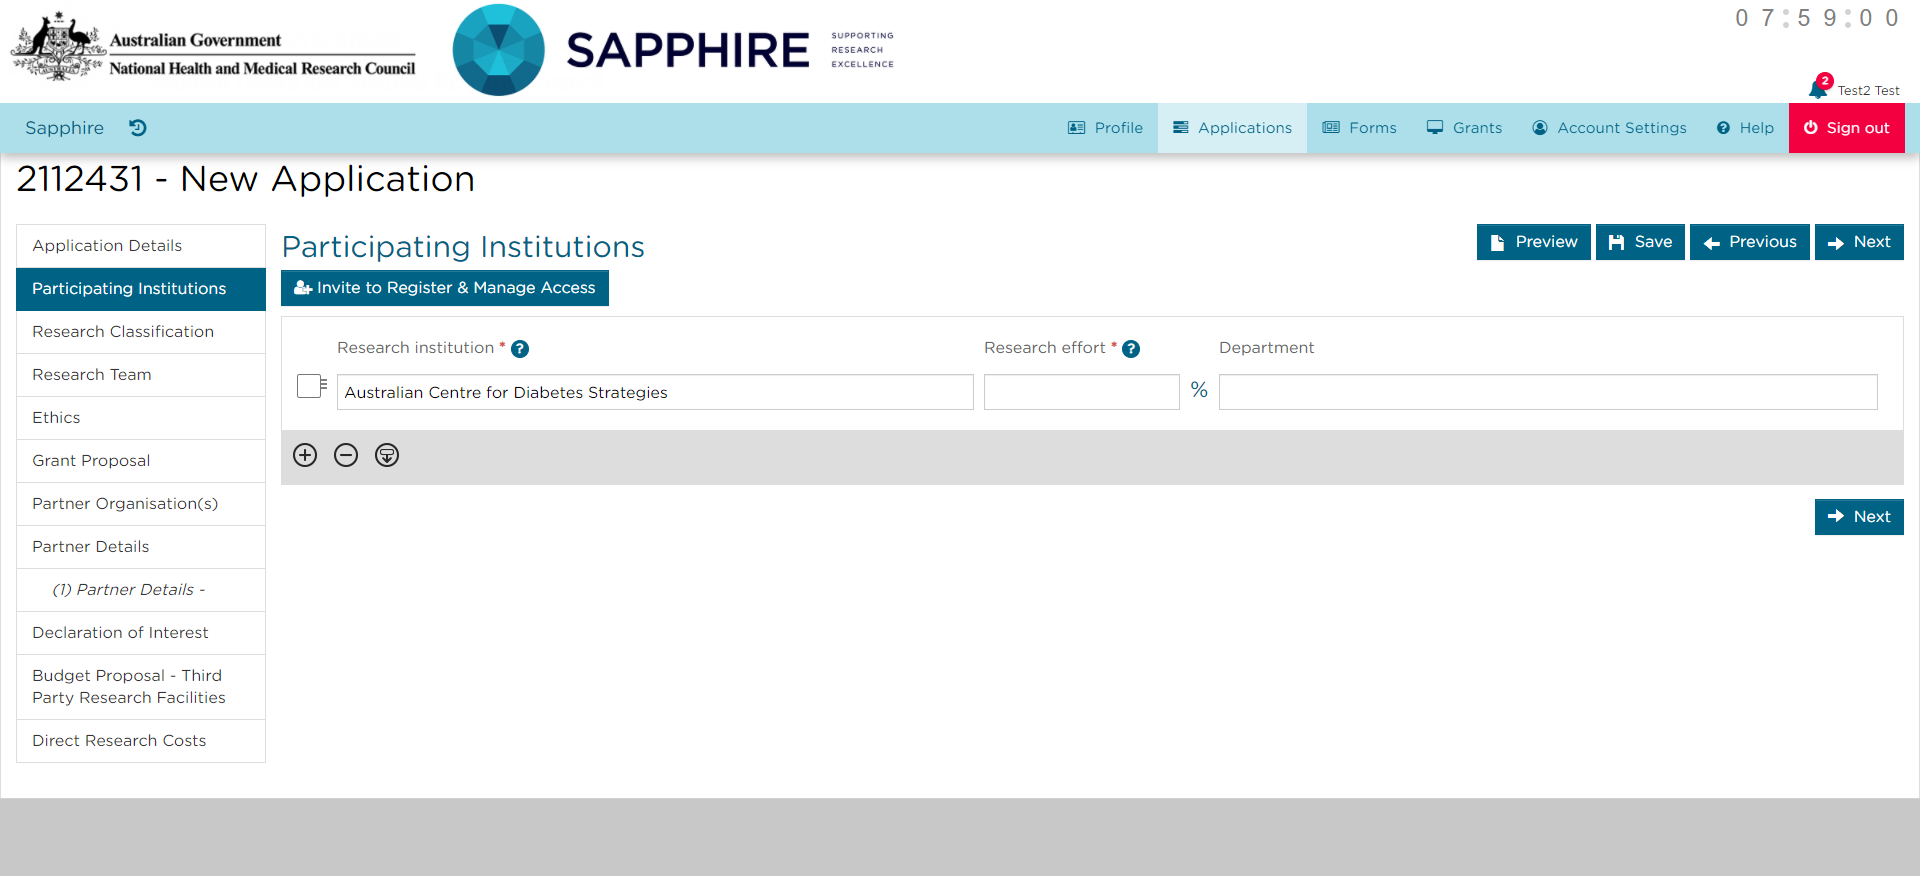 Australian Government
National Health and Medical Research Council
SAPPHIRE
SUPPORTING
RESEARCH
EXCELLENCE
07:59:00
2
Test2 Test
Sapphire
Profile
Applications
Forms
Grants
Account Settings
? Help
Sign out
2112431 - New Application
Application Details
Participating Institutions
Research Classification
Research Team
Ethics
Grant Proposal
Partner Organisation(s)
Partner Details
(1) Partner Details -
Declaration of Interest
Budget Proposal - Third
Party Research Facilities
Direct Research Costs
Participating Institutions
Preview
Save
Previous
Next
Invite to Register & Manage Access
Research institution * ?
Research effort * ?
Department
Australian Centre for Diabetes Strategies
%
Next